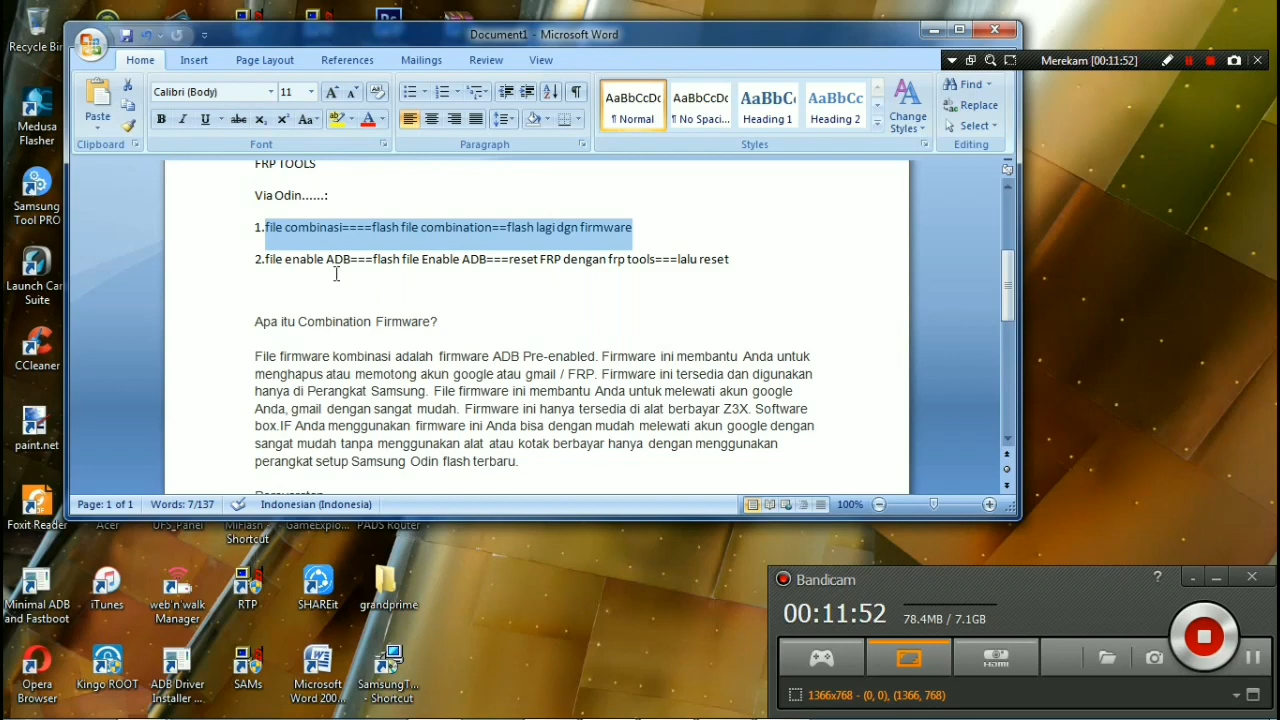 Document1 - Microsoft Word
Merekam [00:11:52]
Home Insert Page Layout References Mailings Review View
Calibri (Body) 11
AaBbCcDc AaBbCcDc AaBbCc AaBbCc
¶ Normal ¶ No Spaci... Heading 1 Heading 2
Change Styles
Find
Replace
Select
Paste
Clipboard Font Paragraph Styles Editing
FRP TOOLS
Via Odin......:
1.file combinasi====flash file combination==flash lagi dgn firmware
2.file enable ADB===flash file Enable ADB===reset FRP dengan frp tools===lalu reset
Apa itu Combination Firmware?
File firmware kombinasi adalah firmware ADB Pre-enabled. Firmware ini membantu Anda untuk
menghapus atau memotong akun google atau gmail / FRP. Firmware ini tersedia dan digunakan
hanya di Perangkat Samsung. File firmware ini membantu Anda untuk melewati akun google
Anda, gmail dengan sangat mudah. Firmware ini hanya tersedia di alat berbayar Z3X. Software
box.IF Anda menggunakan firmware ini Anda bisa dengan mudah melewati akun google dengan
sangat mudah tanpa menggunakan alat atau kotak berbayar hanya dengan menggunakan
perangkat setup Samsung Odin flash terbaru.
Page: 1 of 1 Words: 7/137 Indonesian (Indonesia) 100%
Recycle Bin
Medusa
Flasher
Samsung
Tool PRO
Launch Car
Suite
CCleaner
paint.net
Foxit Reader
Acer
UFS_Panel
MiFlash -
Shortcut
GameExplo...
PADS Router
Minimal ADB
and Fastboot
iTunes
web'n'walk
Manager
RTP
SHAREit
grandprime
Opera
Browser
Kingo ROOT
ADB Driver
Installer ...
SAMs
Microsoft
Word 200...
SamsungT...
- Shortcut
Bandicam
00:11:52
78.4MB / 7.1GB
HDMI
1366x768 - (0, 0), (1366, 768)